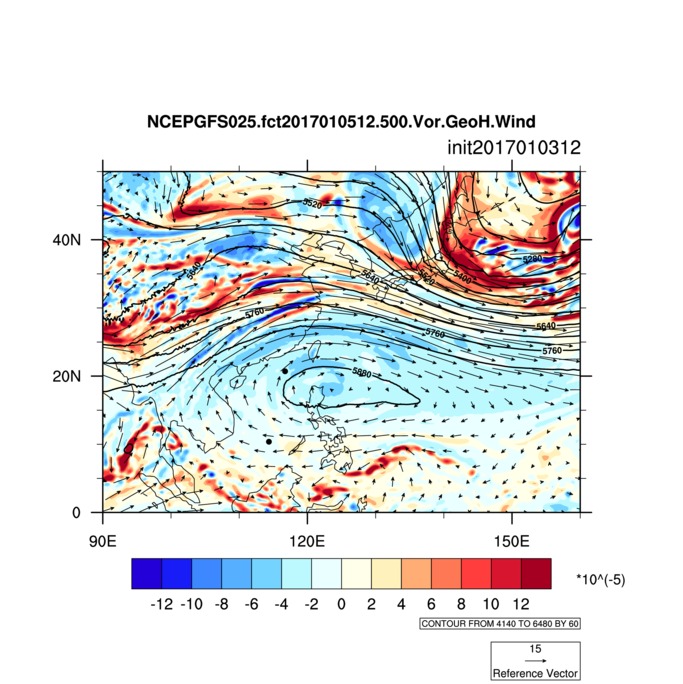 NCEPGFS025.fct2017010512.500.Vor.GeoH.Wind
init2017010312
5520
40N
5280
5640
5640
5520
5400
5760
5640
5760
5760
20N
5880
0
90E 120E 150E
-12 -10 -8 -6 -4 -2 0 2 4 6 8 10 12
*10^(-5)
CONTOUR FROM 4140 TO 6480 BY 60
15
Reference Vector